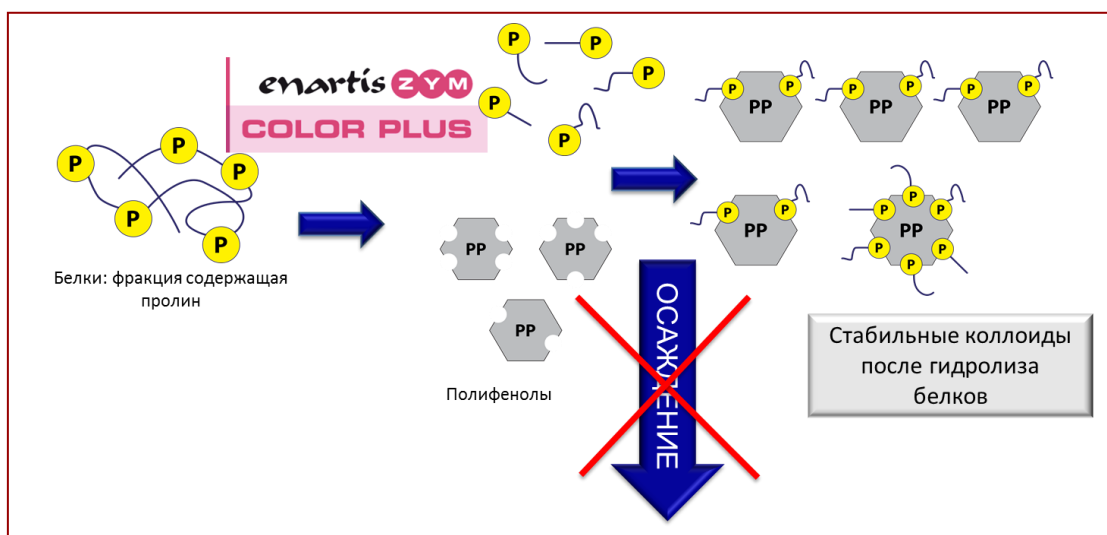 enartis ZYM
COLOR PLUS
P
P
P
P
P
Белки: фракция содержащая
пролин
P
P
P
P
P
PP
PP
PP
Полифенолы
ОСАЖДЕНИЕ
P
P
PP
P
P
PP
P
P
PP
P
P
PP
P
P
P
PP
P
P
P
Стабильные коллоиды
после гидролиза
белков